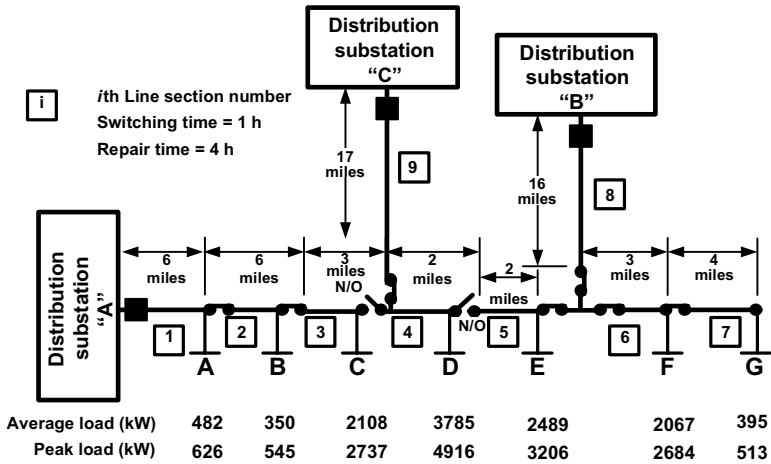 Distribution
substation
“C”
Distribution
substation
“B”
i
ith Line section number
Switching time = 1 h
Repair time = 4 h
17
miles
9
16
miles
8
Distribution
substation
“A”
6
miles
6
miles
3
miles
2
miles
2
miles
3
miles
4
miles
N/O
N/O
1
2
3
4
5
6
7
A
B
C
D
E
F
G
Average load (kW) 482 350 2108 3785 2489 2067 395
Peak load (kW) 626 545 2737 4916 3206 2684 513